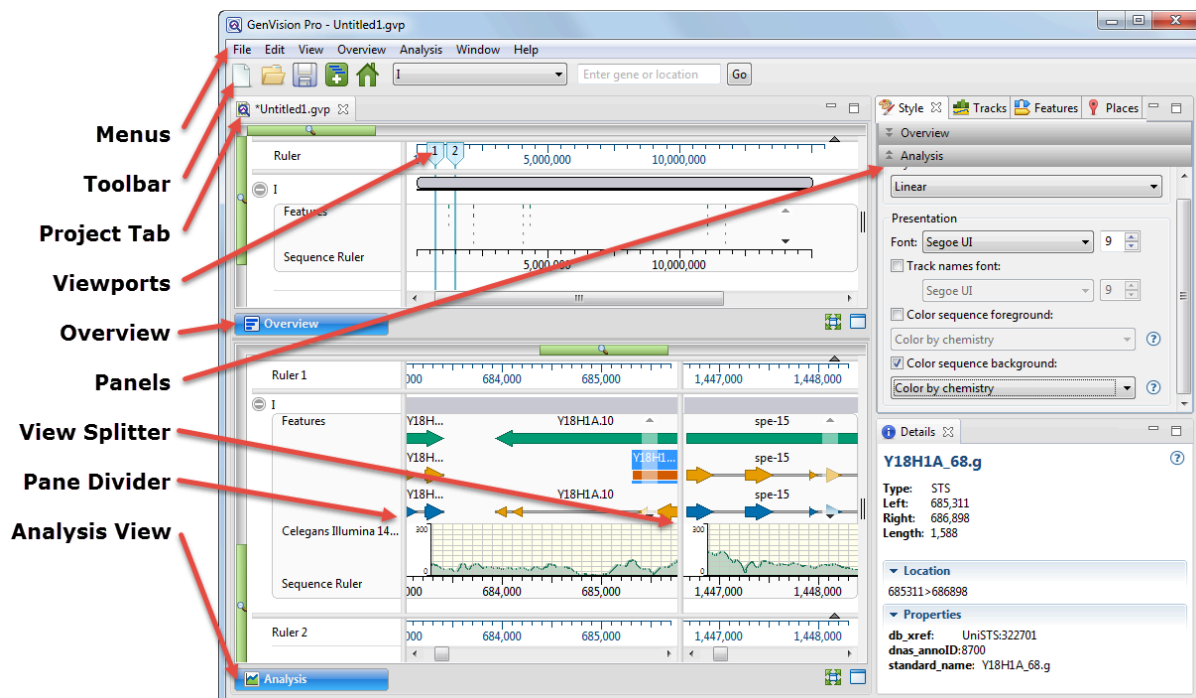 GenVision Pro - Untitled1.gvp
File Edit View Overview Analysis Window Help
I Enter gene or location Go
*Untitled1.gvp
Style Tracks Features Places
Menus
Toolbar
Project Tab
Viewports
Overview
Panels
View Splitter
Pane Divider
Analysis View
Ruler
1 2
5,000,000 10,000,000
I
Features
Sequence Ruler
5,000,000 10,000,000
Overview
Ruler 1
000 684,000 685,000 1,447,000 1,448,000
I
Features
Y18H... Y18H1A.10 spe-15
Y18H... Y18H1... spe-15
Y18H... Y18H1A.10 spe-15
Celegans Illumina 14...
300 300
0 0
Sequence Ruler
000 684,000 685,000 1,447,000 1,448,000
Ruler 2
000 684,000 685,000 1,447,000 1,448,000
Analysis
Overview
Analysis
Linear
Presentation
Font: Segoe UI 9
Track names font:
Segoe UI 9
Color sequence foreground:
Color by chemistry
Color sequence background:
Color by chemistry
Details
Y18H1A_68.g
Type: STS
Left: 685,311
Right: 686,898
Length: 1,588
Location
685311>686898
Properties
db_xref: UniSTS:322701
dnas_annoID:8700
standard_name: Y18H1A_68.g